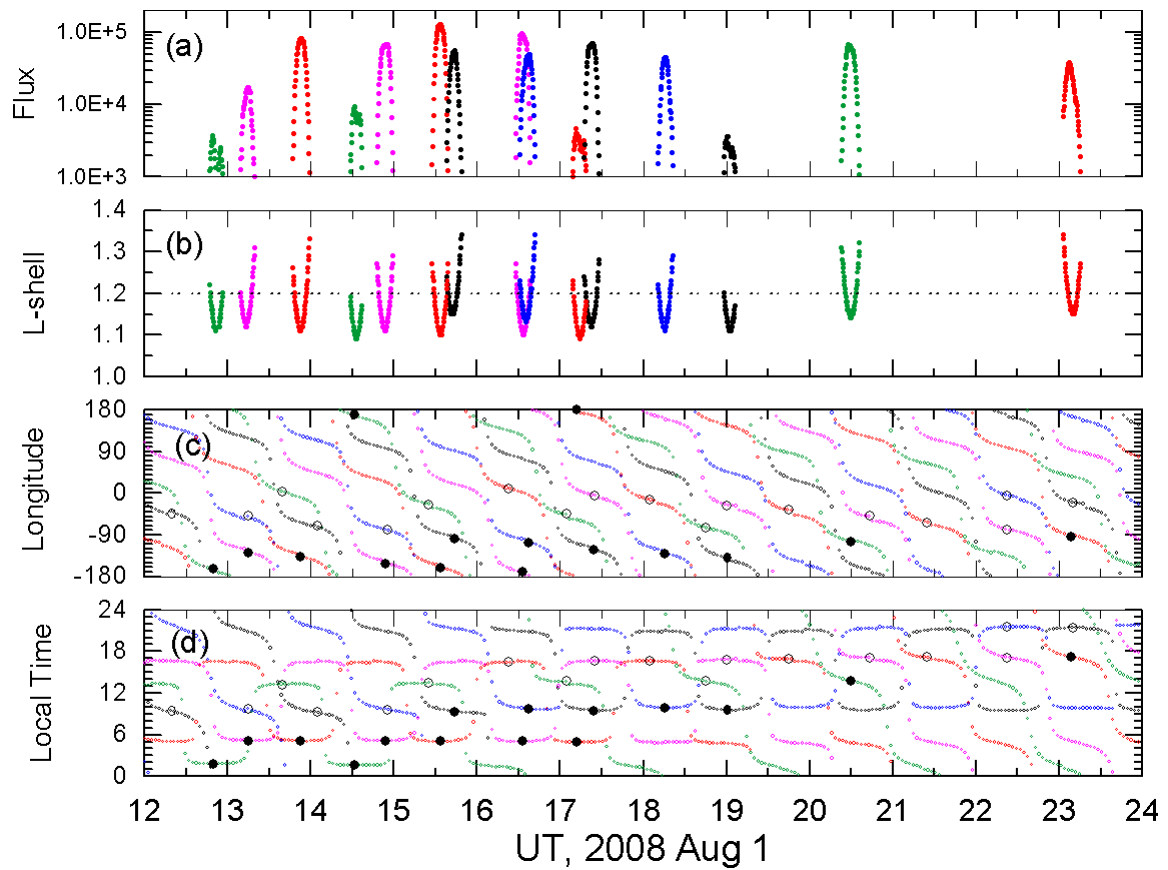 (a)
Flux
1.0E+5
1.0E+4
1.0E+3
(b)
L-shell
1.4
1.3
1.2
1.1
1.0
(c)
Longitude
180
90
0
-90
-180
(d)
Local Time
24
18
12
6
0
12 13 14 15 16 17 18 19 20 21 22 23 24
UT, 2008 Aug 1